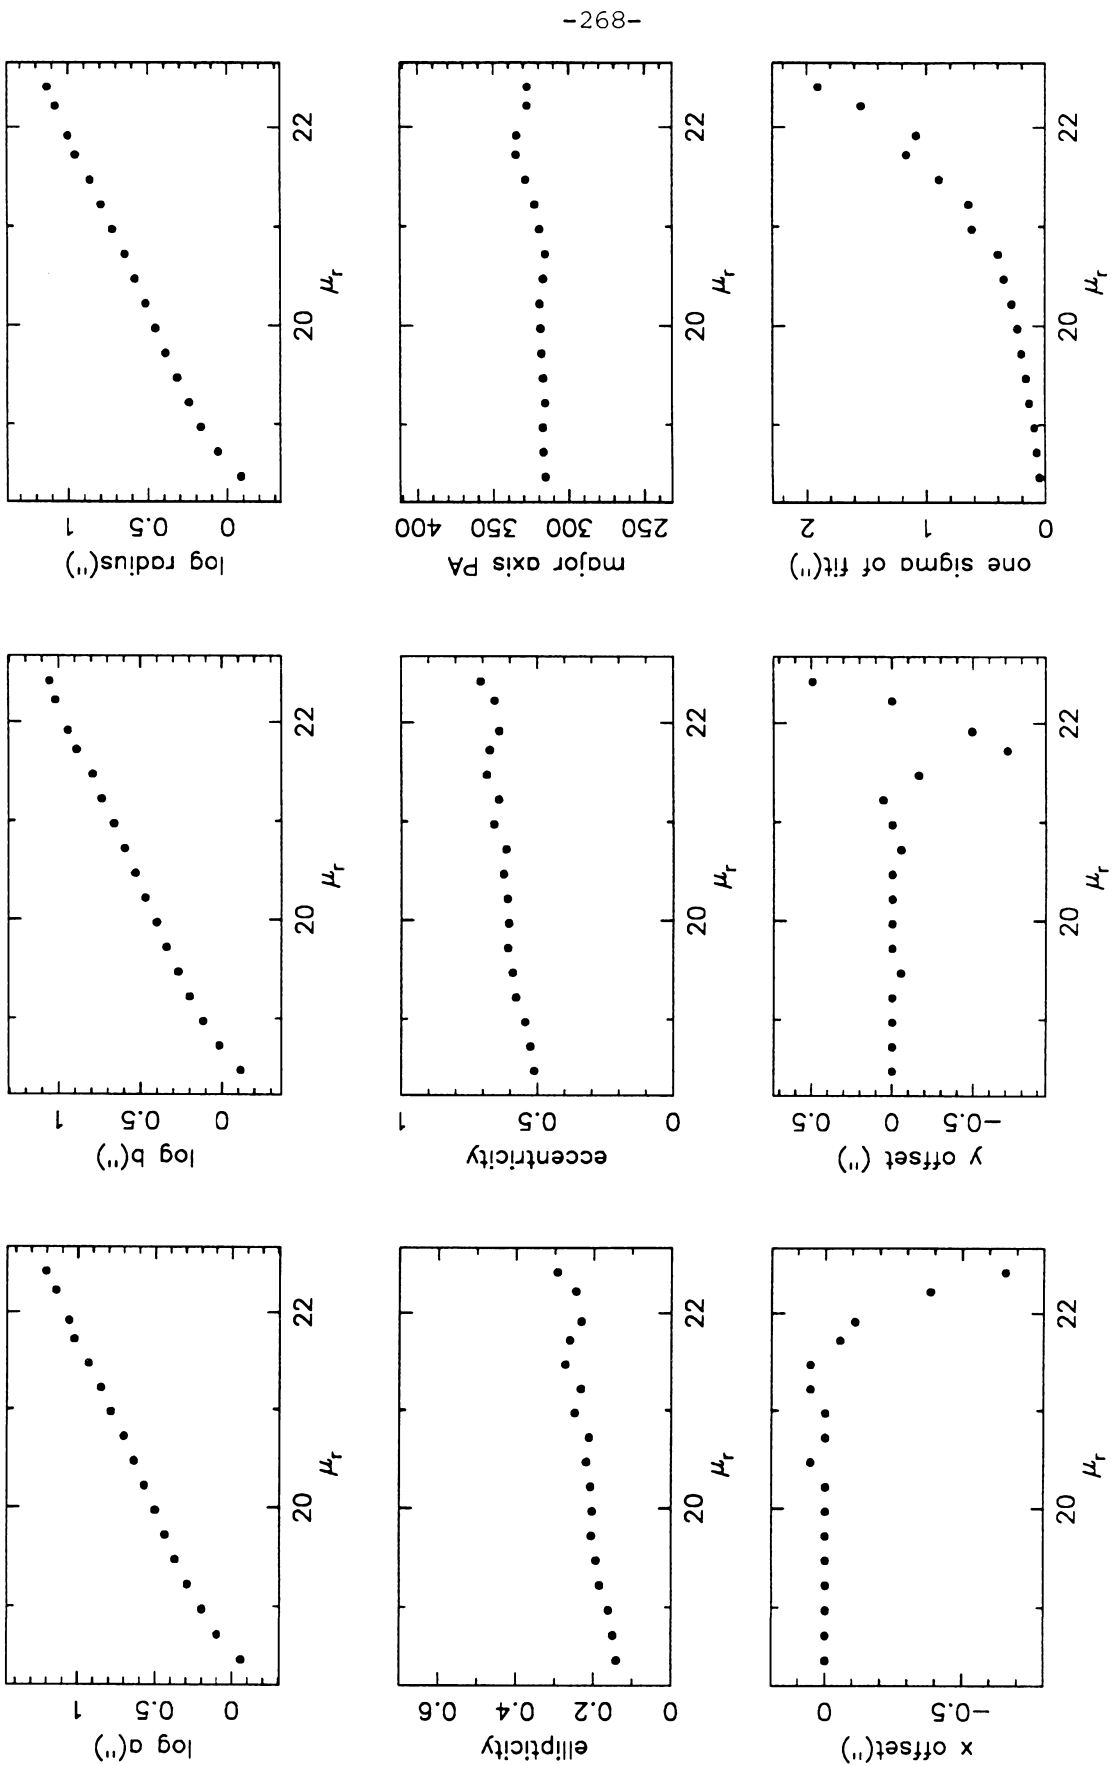 -268-
log radius('')
1
0.5
0
20
22
μr
major axis PA
400
350
300
250
20
22
μr
one sigma of fit('')
2
1
0
20
22
μr
log b('')
1
0.5
0
20
22
μr
eccentricity
1
0.5
0
20
22
μr
y offset ('')
0.5
0
-0.5
20
22
μr
log a('')
1
0.5
0
20
22
μr
ellipticity
0.6
0.4
0.2
0
20
22
μr
x offset('')
0
-0.5
20
22
μr